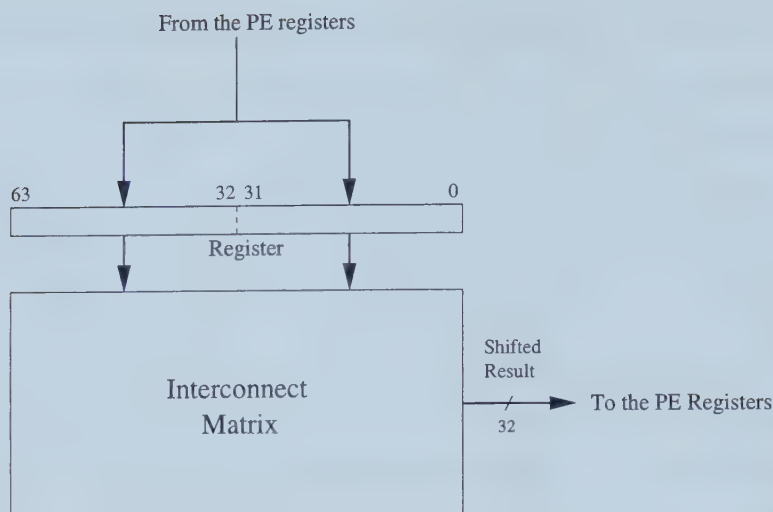 From the PE registers
63 32 31 0
Register
Interconnect
Matrix
Shifted
Result
To the PE Registers
32